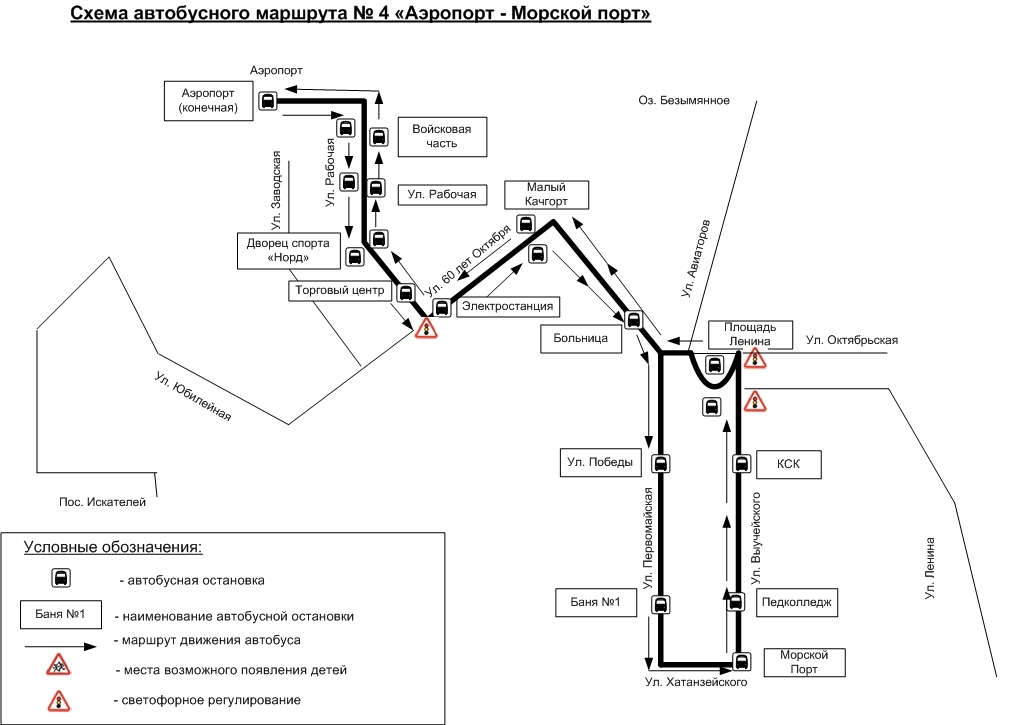 Схема автобусного маршрута № 4 «Аэропорт - Морской порт»
Аэропорт
Аэропорт
(конечная)
Оз. Безымянное
Войсковая
часть
Ул. Рабочая
Ул. Заводская
Ул. Рабочая
Малый
Качгорт
Дворец спорта
«Норд»
Ул. 60 лет Октября
Ул. Авиаторов
Торговый центр
Электростанция
Больница
Площадь
Ленина
Ул. Октябрьская
Ул. Юбилейная
Ул. Победы
КСК
Пос. Искателей
Ул. Первомайская
Ул. Выучейского
Ул. Ленина
Баня №1
Педколледж
Морской
Порт
Ул. Хатанзейского
Условные обозначения:
- автобусная остановка
Баня №1
- наименование автобусной остановки
- маршрут движения автобуса
- места возможного появления детей
- светофорное регулирование